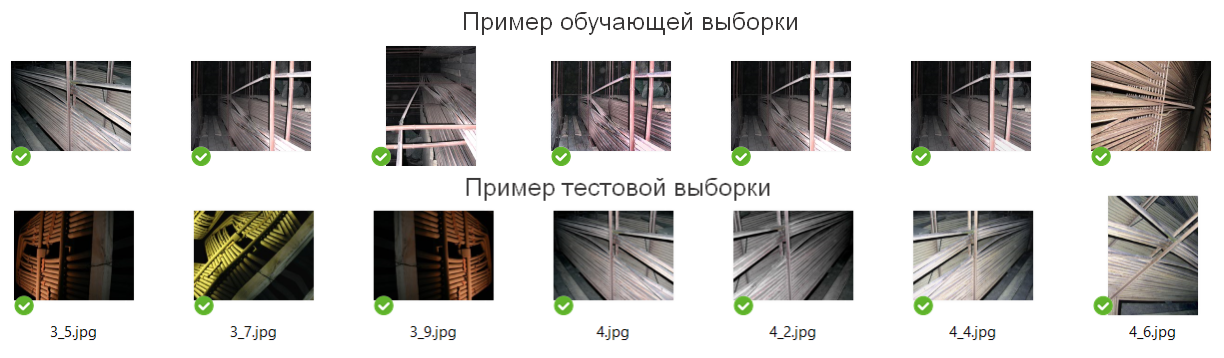 Пример обучающей выборки
Пример тестовой выборки
3_5.jpg
3_7.jpg
3_9.jpg
4.jpg
4_2.jpg
4_4.jpg
4_6.jpg